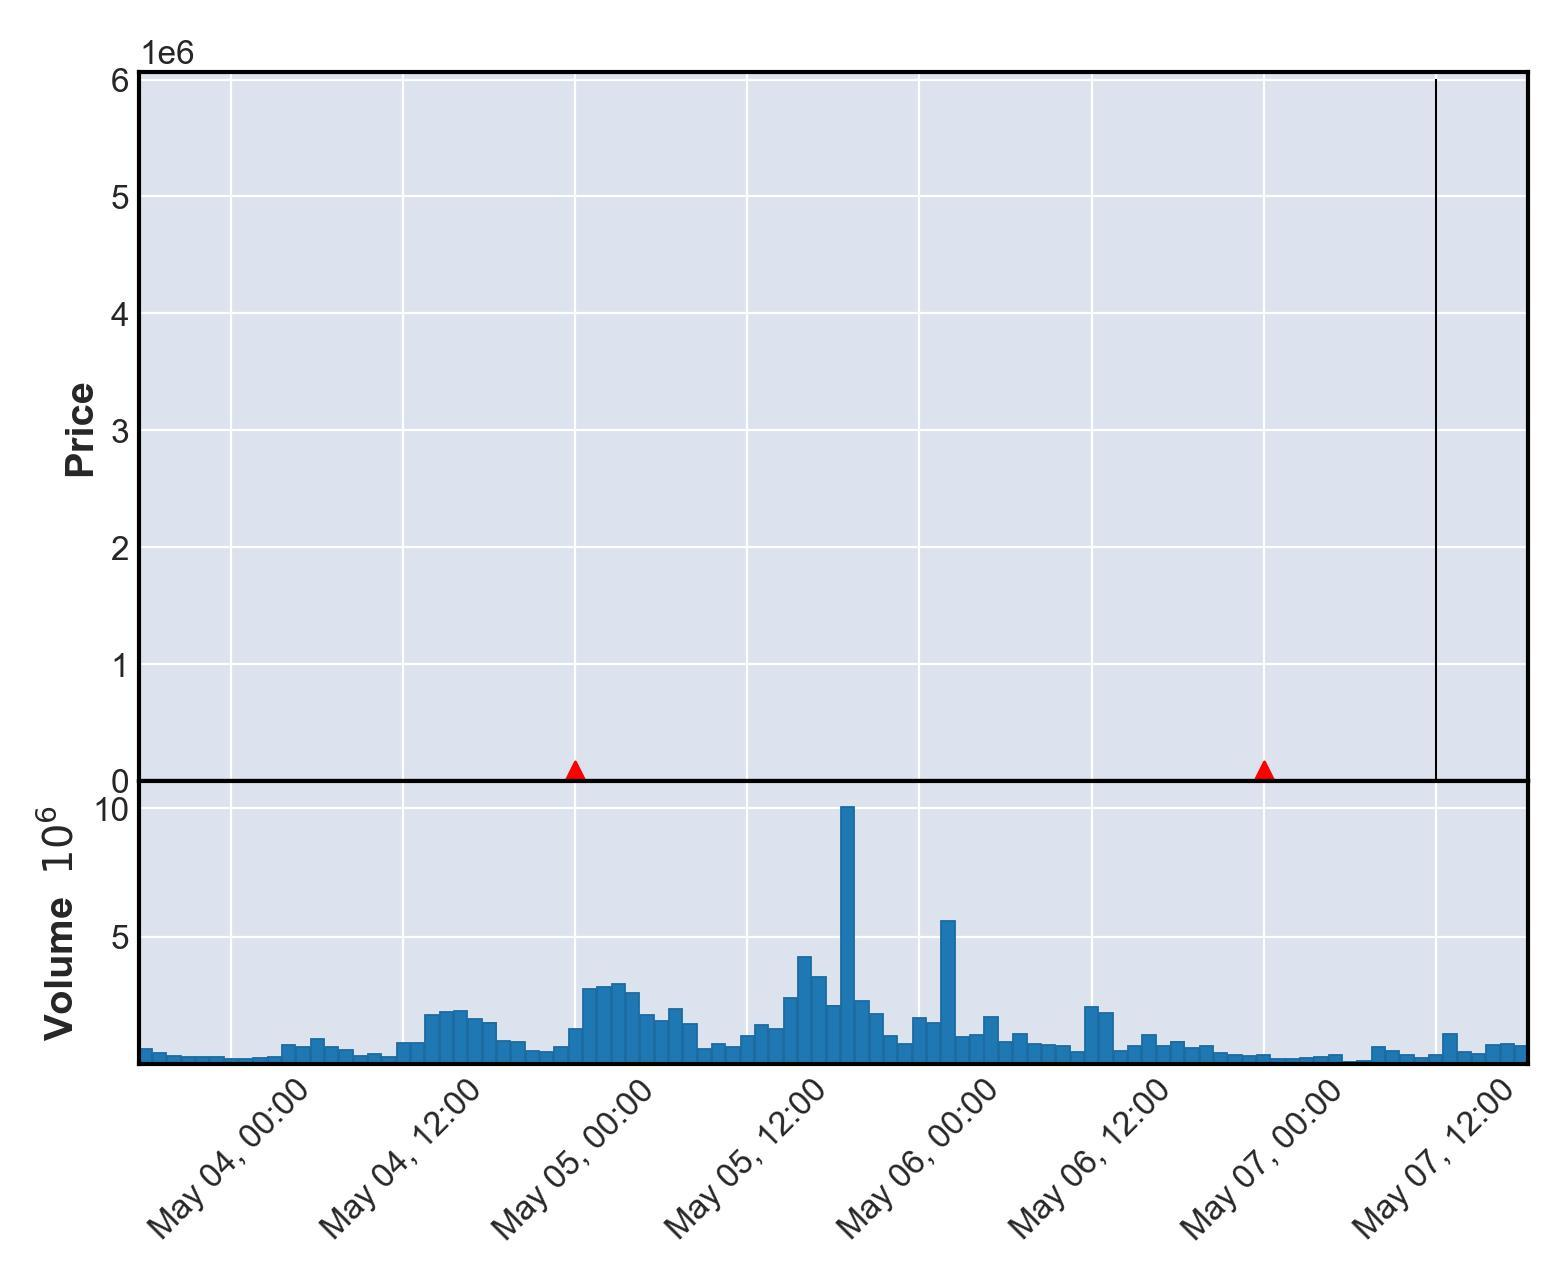 1e6
6
5
4
3
2
1
0
Price
10
5
Volume 10⁶
May 04, 00:00
May 04, 12:00
May 05, 00:00
May 05, 12:00
May 06, 00:00
May 06, 12:00
May 07, 00:00
May 07, 12:00